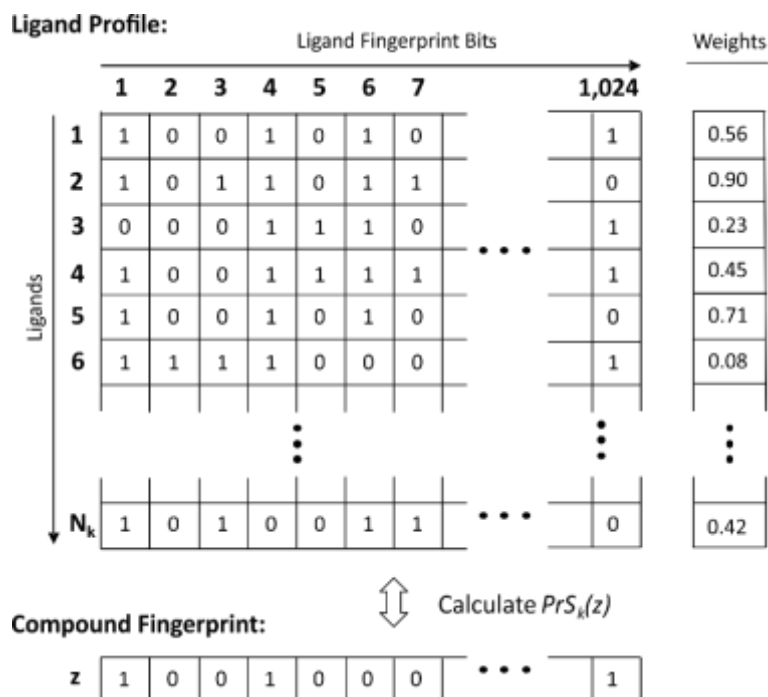 Ligand Profile:
Ligand Fingerprint Bits Weights
1 2 3 4 5 6 7 1,024
1 1 0 0 1 0 1 0 1 0.56
2 1 0 1 1 0 1 1 0 0.90
3 0 0 0 1 1 1 0 1 0.23
4 1 0 0 1 1 1 1 1 0.45
5 1 0 0 1 0 1 0 0 0.71
6 1 1 1 1 0 0 0 1 0.08
Ligands
Nk 1 0 1 0 0 1 1 0 0.42
Calculate PrSk(z)
Compound Fingerprint:
z 1 0 0 1 0 0 0 1